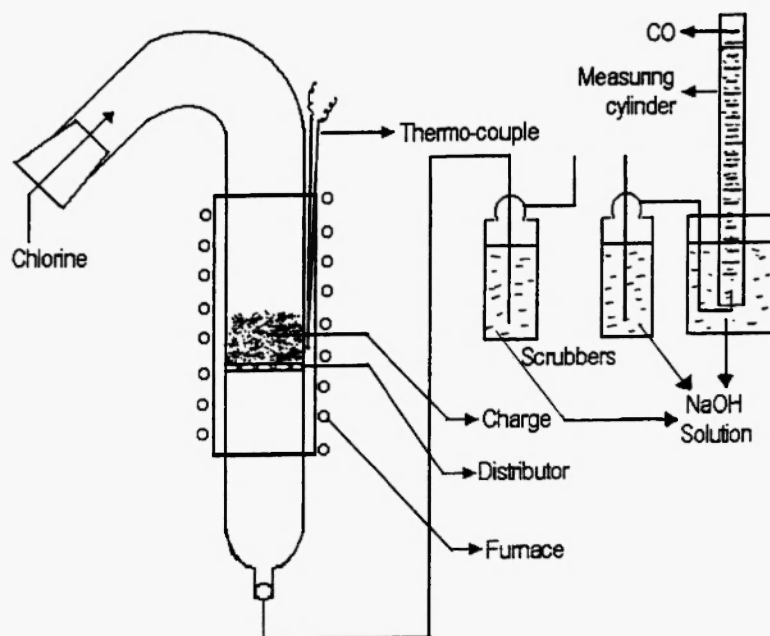 CO
Measuring
cylinder
Thermo-couple
Chlorine
Scrubbers
NaOH
Solution
Charge
Distributor
Furnace